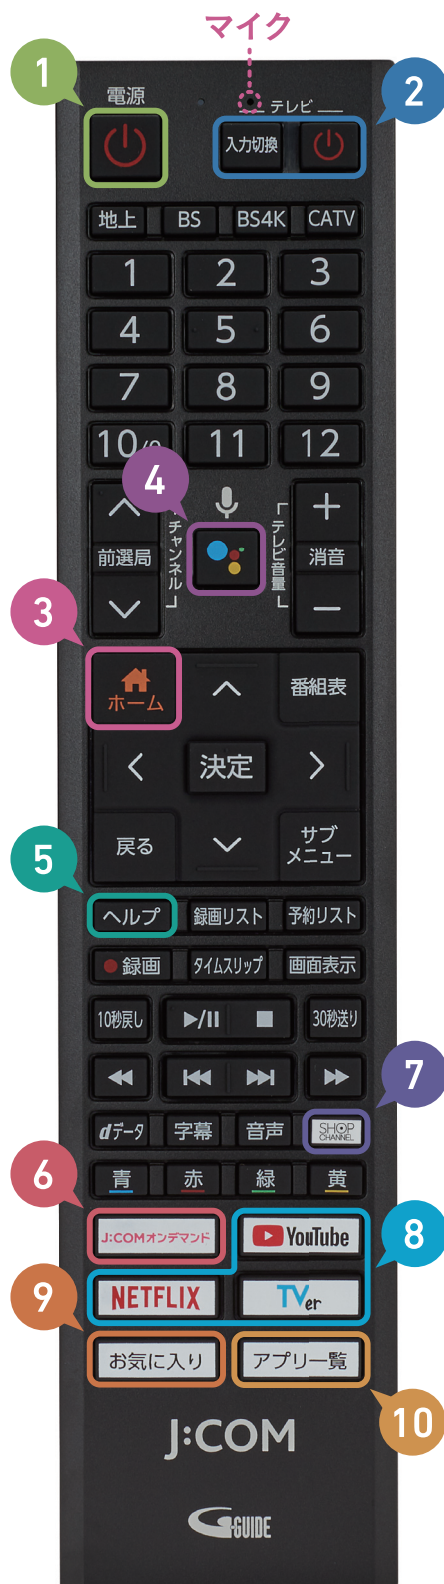 マイク
1
電源
テレビ
2
入力切換
地上 BS BS4K CATV
1 2 3
4 5 6
7 8 9
10/0 11 12
4
前選局
チャンネル
テレビ音量
消音
3
ホーム
番組表
決定
戻る
サブ
メニュー
5
ヘルプ 録画リスト 予約リスト
録画 タイムスリップ 画面表示
10秒戻し 30秒送り
7
dデータ 字幕 音声 SHOP
CHANNEL
6
青 赤 緑 黄
J:COMオンデマンド YouTube
8
9
NETFLIX TVer
お気に入り アプリ一覧
10
J:COM
G-GUIDE